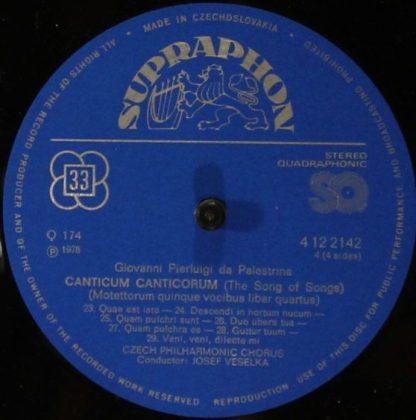 • MADE IN CZECHOSLOVAKIA •
ALL RIGHTS OF THE RECORD PRODUCER AND OF THE OWNER OF THE RECORDED WORK RESERVED. REPRODUCTION. USE OF THIS DISC FOR PUBLIC PERFORMANCE AND BROADCASTING PROHIBITED
SUPRAPHON
STEREO
QUADRAPHONIC
33
SQ
Q 174
℗ 1978
4 12 2142
4 (4 sides)
Giovanni Pierluigi da Palestrina
CANTICUM CANTICORUM (The Song of Songs)
(Motettorum quinque vocibus liber quartus)
23. Quae est ista — 24. Descendi in hortum nucum —
25. Quam pulchri sunt — 26. Duo ubera tua —
27. Quam pulchra es — 28. Guttur tuum —
29. Veni, veni, dilecte mi
CZECH PHILHARMONIC CHORUS
Conductor: JOSEF VESELKA